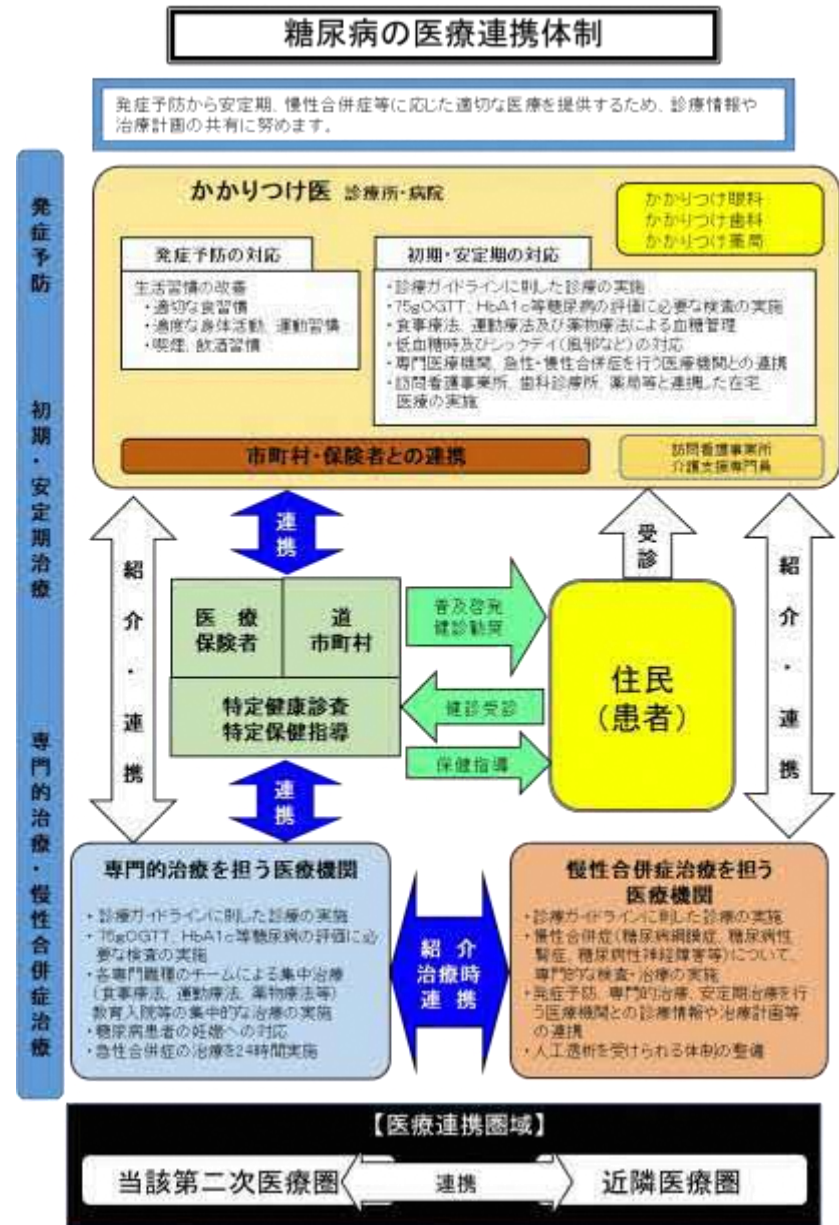 糖尿病の医療連携体制
発症予防から安定期、慢性合併症等に応じた適切な医療を提供するため、診療情報や
治療計画の共有に努めます。
発症予防
初期・安定期治療
専門的治療・慢性合併症治療
かかりつけ医 診療所・病院
かかりつけ眼科
かかりつけ歯科
かかりつけ薬局
発症予防の対応
生活習慣の改善
・適切な食習慣
・適度な身体活動、運動習慣
・喫煙、飲酒習慣
初期・安定期の対応
・診療ガイドラインに則した診療の実施
・75gOGTT、HbA1c等糖尿病の評価に必要な検査の実施
・食事療法、運動療法及び薬物療法による血糖管理
・低血糖時及びシックデイ(風邪など)の対応
・専門医療機関、急性・慢性合併症を行う医療機関との連携
・訪問看護事業所、歯科診療所、薬局等と連携した在宅
医療の実施
市町村・保険者との連携
訪問看護事業所
介護支援専門員
紹介・連携
連携
受診
紹介・連携
医療
保険者
道
市町村
特定健康診査
特定保健指導
普及啓発
健診勧奨
健診受診
保健指導
住民
(患者)
連携
専門的治療を担う医療機関
・診療ガイドラインに則した診療の実施
・75gOGTT、HbA1c等糖尿病の評価に必
要な検査の実施
・各専門職種のチームによる集中治療
(食事療法、運動療法、薬物療法等)
教育入院等の集中的な治療の実施
・糖尿病患者の妊娠への対応
・急性合併症の治療を24時間実施
紹介
治療時
連携
慢性合併症治療を担う
医療機関
・診療ガイドラインに則した診療の実施
・慢性合併症(糖尿病網膜症、糖尿病性
腎症、糖尿病性神経障害等)について、
専門的な検査・治療の実施
・発症予防、専門的治療、安定期治療を行
う医療機関との診療情報や治療計画等
の連携
・人工透析を受けられる体制の整備
【医療連携圏域】
当該第二次医療圏
連携
近隣医療圏